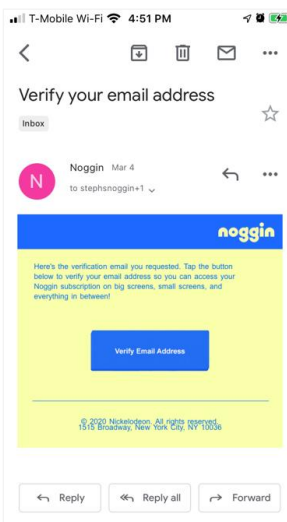 T-Mobile Wi-Fi 4:51 PM
Verify your email address
Inbox
N
Noggin Mar 4
to stephsnoggin+1
noggin
Here's the verification email you requested. Tap the button
below to verify your email address so you can access your
Noggin subscription on big screens, small screens, and
everything in between!
Verify Email Address
© 2020 Nickelodeon. All rights reserved.
1515 Broadway, New York City, NY 10036
Reply
Reply all
Forward